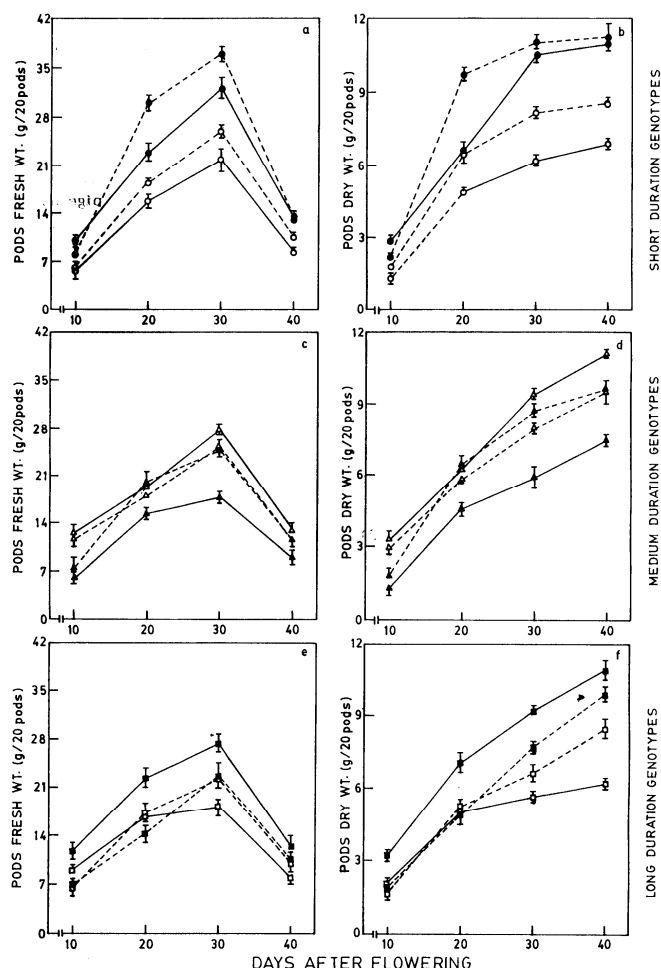 a
42
35
28
21
14
7
0
PODS FRESH WT. (g/20pods)
10 20 30 40
b
12
9
6
3
0
PODS DRY WT. (g/20pods)
10 20 30 40
SHORT DURATION GENOTYPES
c
42
35
28
21
14
7
0
PODS FRESH WT. (g/20pods)
10 20 30 40
d
12
9
6
3
0
PODS DRY WT. (g/20pods)
10 20 30 40
MEDIUM DURATION GENOTYPES
e
42
35
28
21
14
7
0
PODS FRESH WT. (g/20 pods)
10 20 30 40
f
12
9
6
3
0
PODS DRY WT. (g/20pods)
10 20 30 40
LONG DURATION GENOTYPES
DAYS AFTER FLOWERING